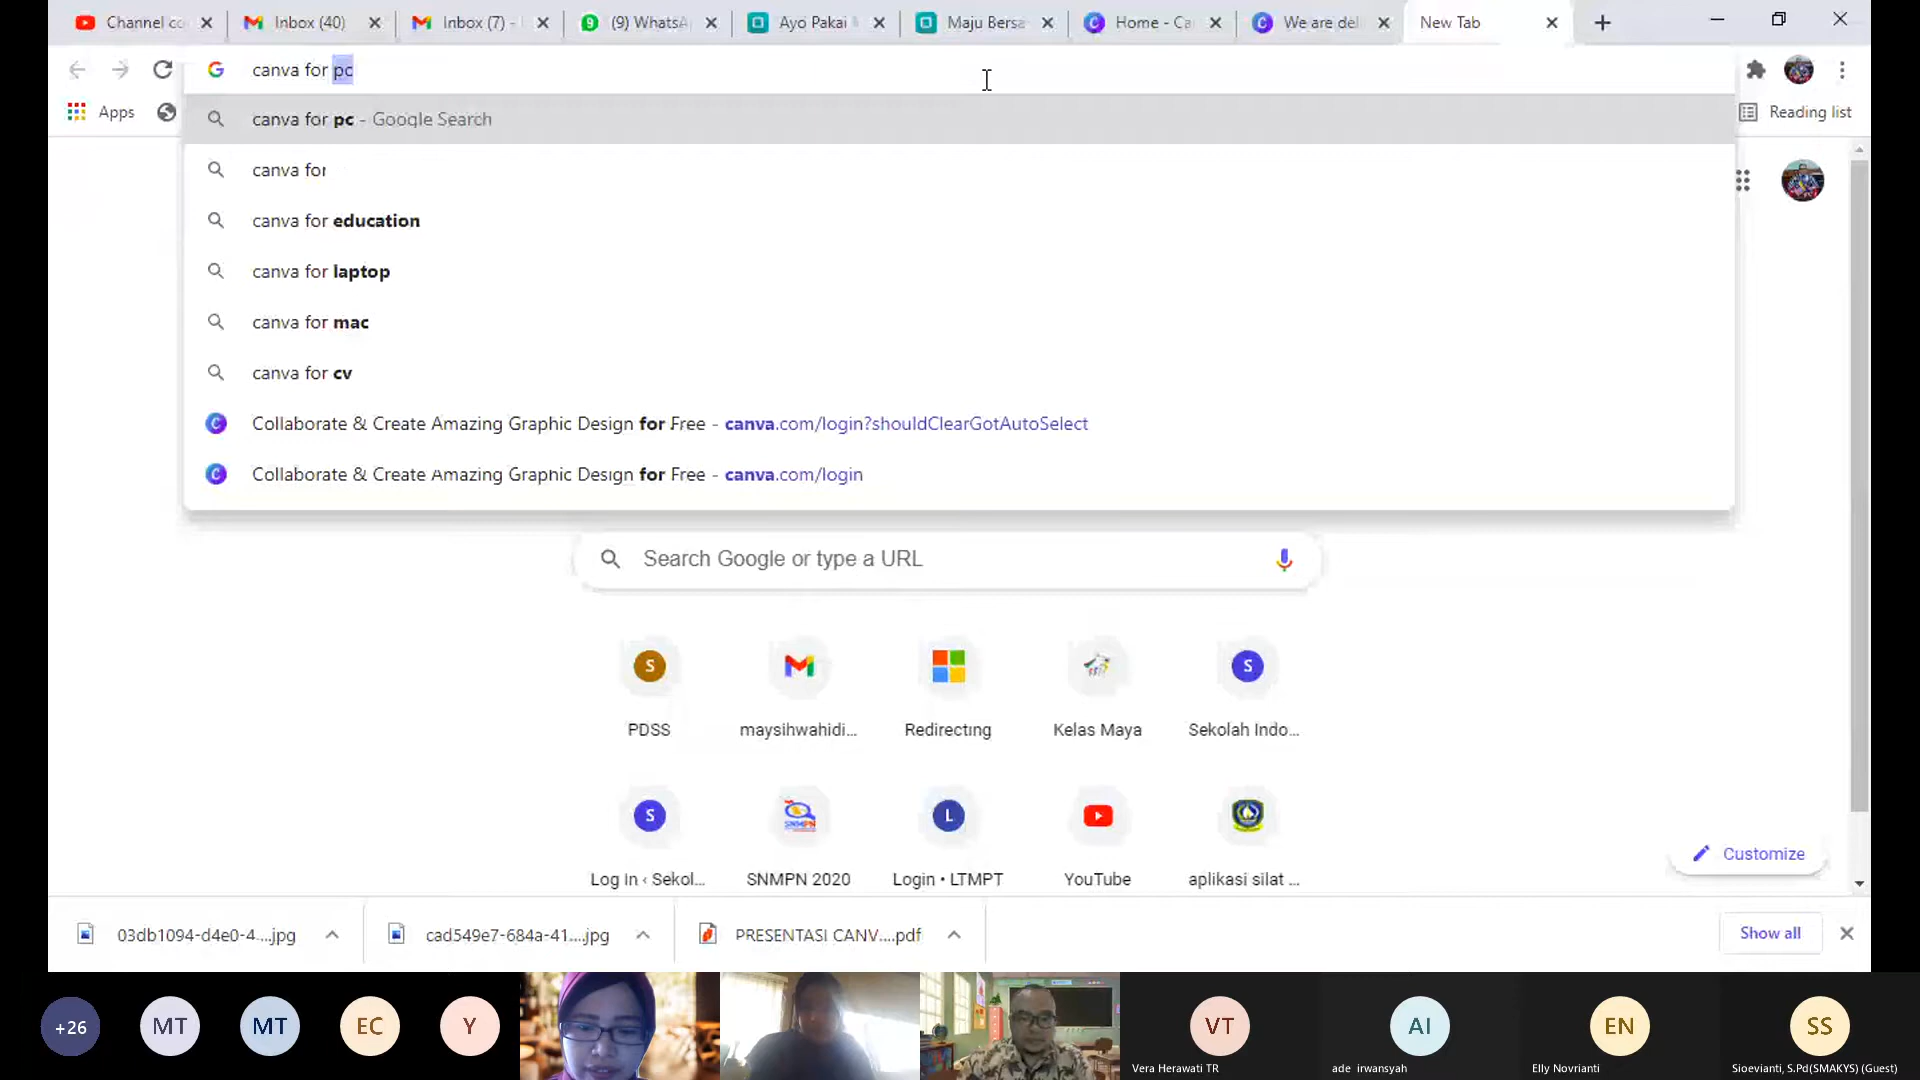 Channel co
Inbox (40)
Inbox (7) -
(9) WhatsA
Ayo Pakai
Maju Bersa
Home - Ca
We are del
New Tab
canva for pc
Apps
Reading list
canva for pc - Google Search
canva for
canva for education
canva for laptop
canva for mac
canva for cv
Collaborate & Create Amazing Graphic Design for Free - canva.com/login?shouldClearGotAutoSelect
Collaborate & Create Amazing Graphic Design for Free - canva.com/login
Search Google or type a URL
S
S
PDSS
maysihwahidi...
Redirecting
Kelas Maya
Sekolah Indo...
S
SNMPN
L
Log In ‹ Sekol...
SNMPN 2020
Login • LTMPT
YouTube
aplikasi silat ...
Customize
03db1094-d4e0-4....jpg
cad549e7-684a-41....jpg
PRESENTASI CANV....pdf
Show all
+26
MT
MT
EC
Y
VT
AI
EN
SS
Vera Herawati TR
ade irwansyah
Elly Novrianti
Sioevianti, S.Pd(SMAKYS) (Guest)